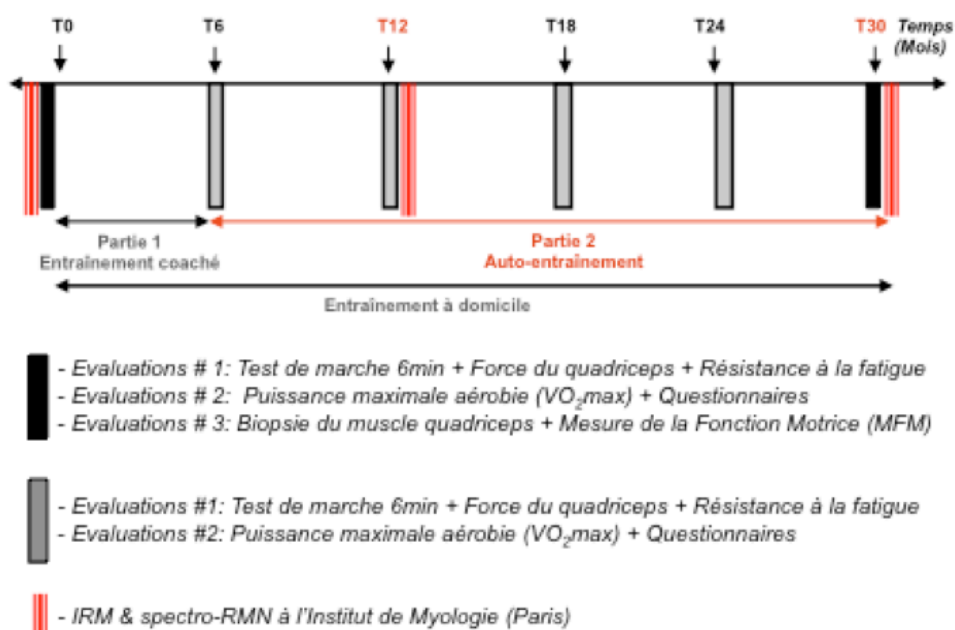 T0 T6 T12 T18 T24 T30 Temps
(Mois)
Partie 1
Entraînement coaché
Partie 2
Auto-entraînement
Entraînement à domicile
- Evaluations # 1: Test de marche 6min + Force du quadriceps + Résistance à la fatigue
- Evaluations # 2: Puissance maximale aérobie (VO2max) + Questionnaires
- Evaluations # 3: Biopsie du muscle quadriceps + Mesure de la Fonction Motrice (MFM)
- Evaluations #1: Test de marche 6min + Force du quadriceps + Résistance à la fatigue
- Evaluations #2: Puissance maximale aérobie (VO2max) + Questionnaires
- IRM & spectro-RMN à l'Institut de Myologie (Paris)